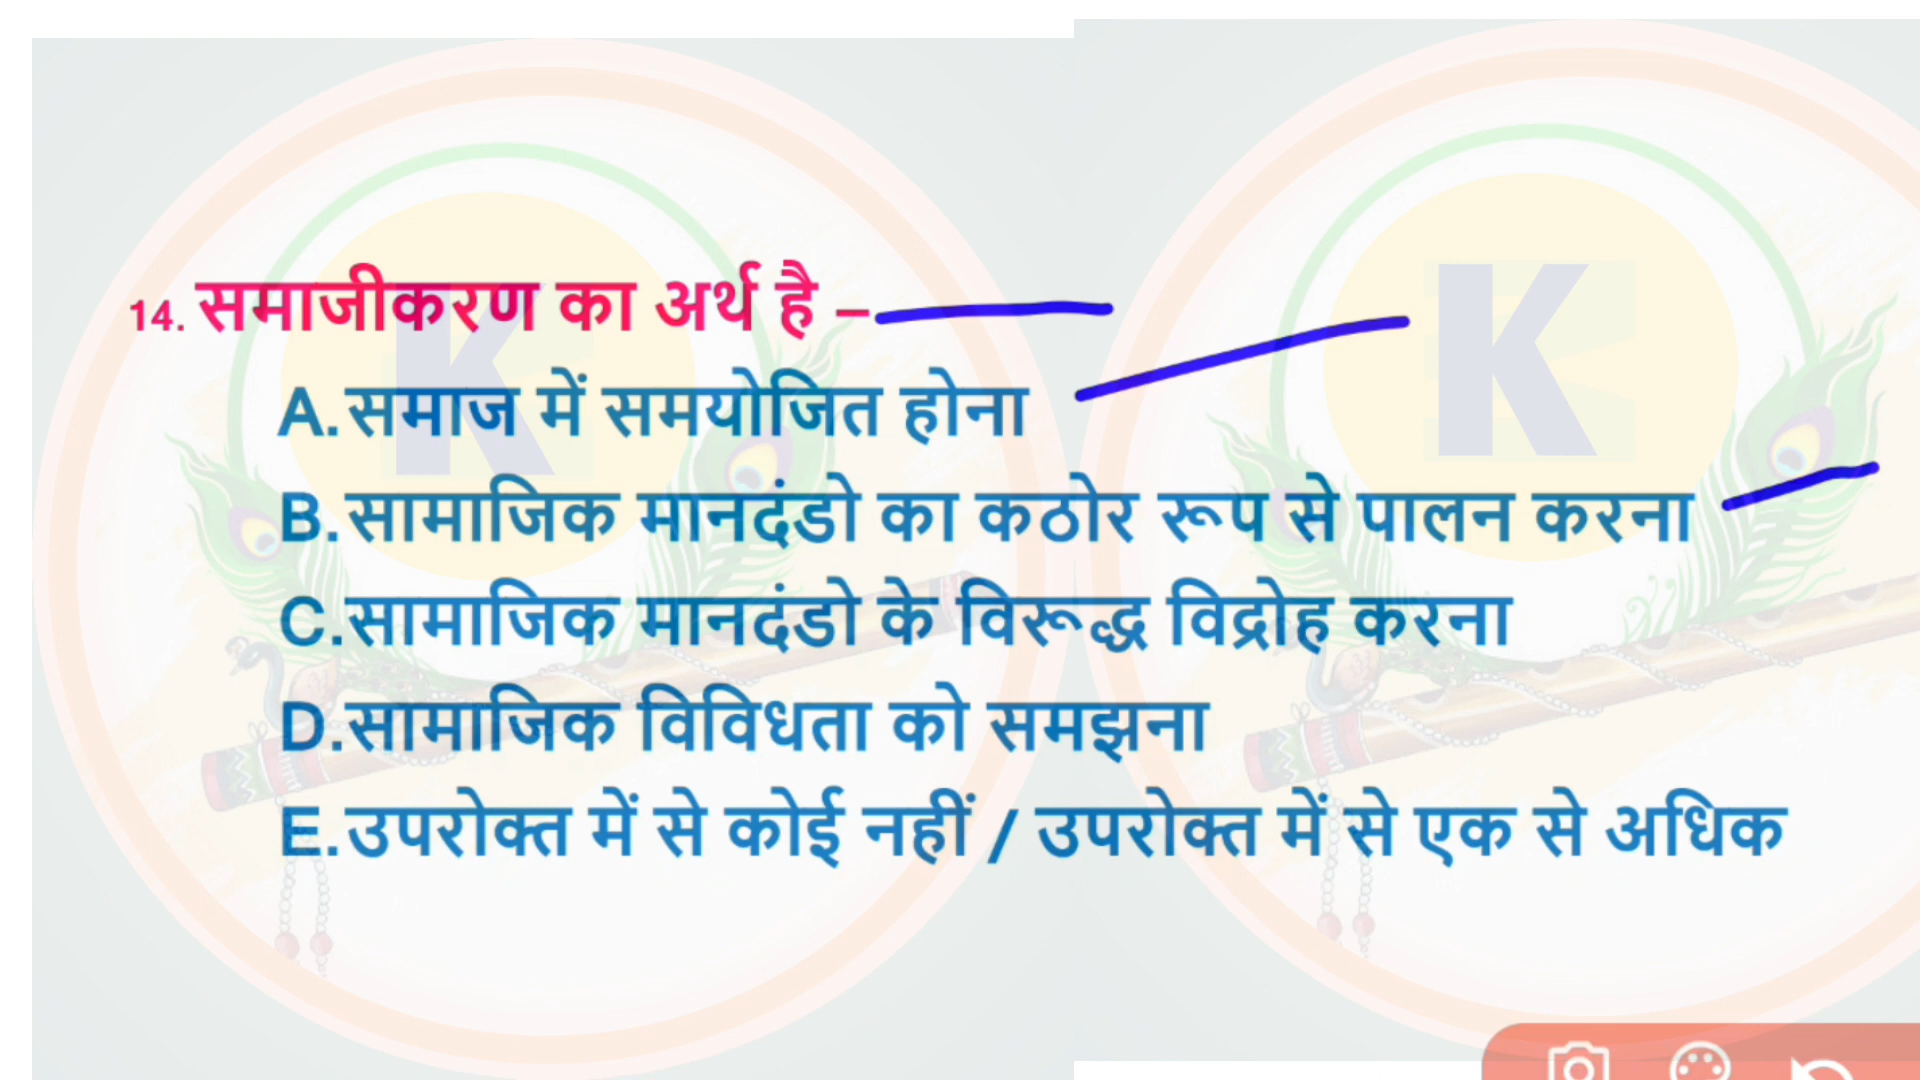 14. समाजीकरण का अर्थ है –
A. समाज में समयोजित होना
B. सामाजिक मानदंडो का कठोर रूप से पालन करना
C. सामाजिक मानदंडो के विरूद्ध विद्रोह करना
D. सामाजिक विविधता को समझना
E. उपरोक्त में से कोई नहीं / उपरोक्त में से एक से अधिक
K
K